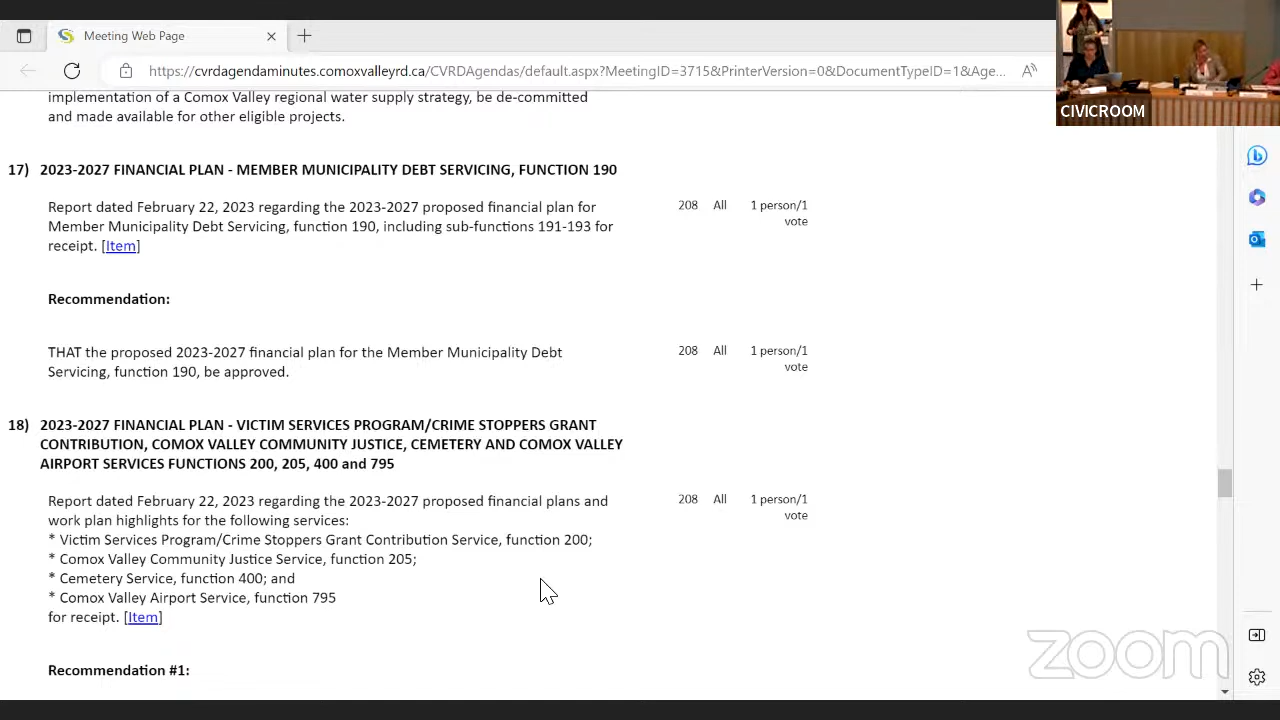 Meeting Web Page
https://cvrdagendaminutes.comoxvalleyrd.ca/CVRDAgendas/default.aspx?MeetingID=3715&PrinterVersion=0&DocumentTypeID=1&Age...
CIVICROOM
implementation of a Comox Valley regional water supply strategy, be de-committed
and made available for other eligible projects.
17) 2023-2027 FINANCIAL PLAN - MEMBER MUNICIPALITY DEBT SERVICING, FUNCTION 190
Report dated February 22, 2023 regarding the 2023-2027 proposed financial plan for 208 All 1 person/1
Member Municipality Debt Servicing, function 190, including sub-functions 191-193 for vote
receipt. [Item]
Recommendation:
THAT the proposed 2023-2027 financial plan for the Member Municipality Debt 208 All 1 person/1
Servicing, function 190, be approved. vote
18) 2023-2027 FINANCIAL PLAN - VICTIM SERVICES PROGRAM/CRIME STOPPERS GRANT
CONTRIBUTION, COMOX VALLEY COMMUNITY JUSTICE, CEMETERY AND COMOX VALLEY
AIRPORT SERVICES FUNCTIONS 200, 205, 400 and 795
Report dated February 22, 2023 regarding the 2023-2027 proposed financial plans and 208 All 1 person/1
work plan highlights for the following services: vote
* Victim Services Program/Crime Stoppers Grant Contribution Service, function 200;
* Comox Valley Community Justice Service, function 205;
* Cemetery Service, function 400; and
* Comox Valley Airport Service, function 795
for receipt. [Item]
Recommendation #1:
zoom